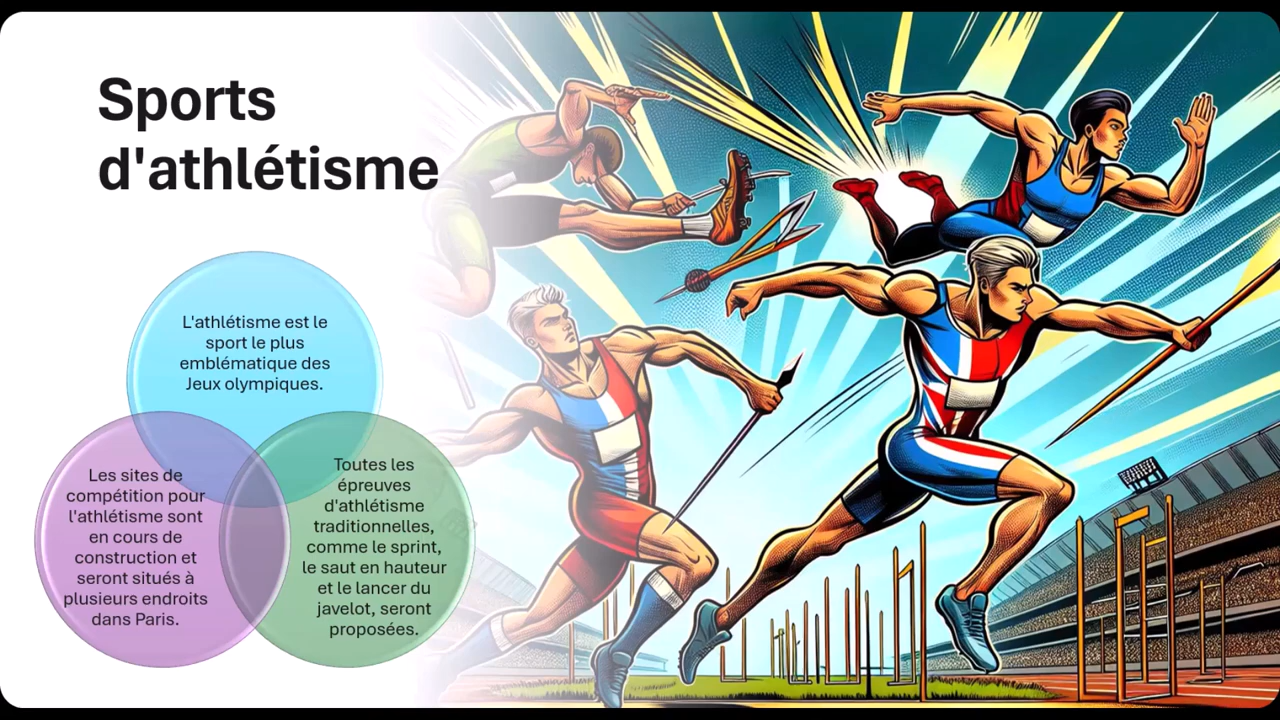 Sports
d'athlétisme
L'athlétisme est le
sport le plus
emblématique des
Jeux olympiques.
Les sites de
compétition pour
l'athlétisme sont
en cours de
construction et
seront situés à
plusieurs endroits
dans Paris.
Toutes les
épreuves
d'athlétisme
traditionnelles,
comme le sprint,
le saut en hauteur
et le lancer du
javelot, seront
proposées.